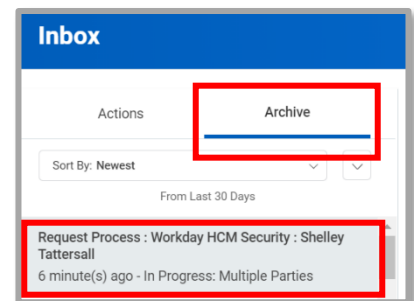 Inbox
Actions
Archive
Sort By: Newest
From Last 30 Days
Request Process : Workday HCM Security : Shelley
Tattersall
6 minute(s) ago - In Progress: Multiple Parties